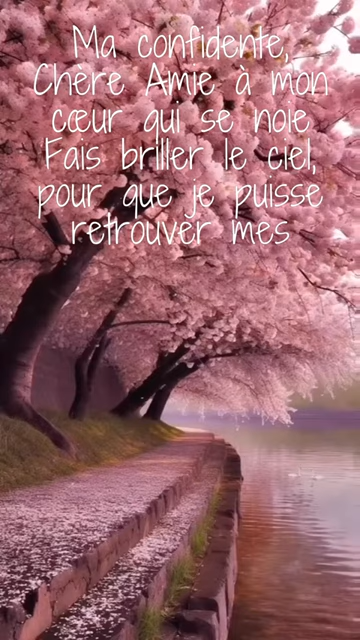 Ma confidente,
Chère Amie à mon
cœur qui se noie
Fais briller le ciel,
pour que je puisse
retrouver mes